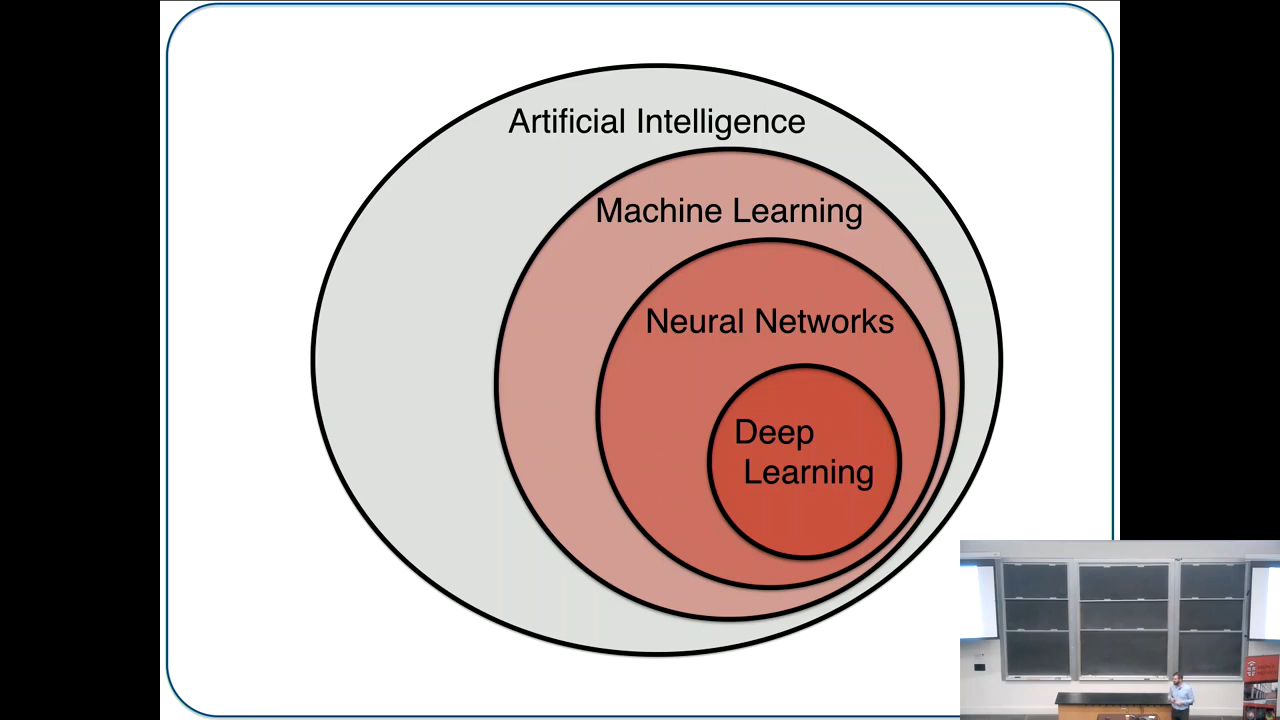 Artificial Intelligence
Machine Learning
Neural Networks
Deep
Learning